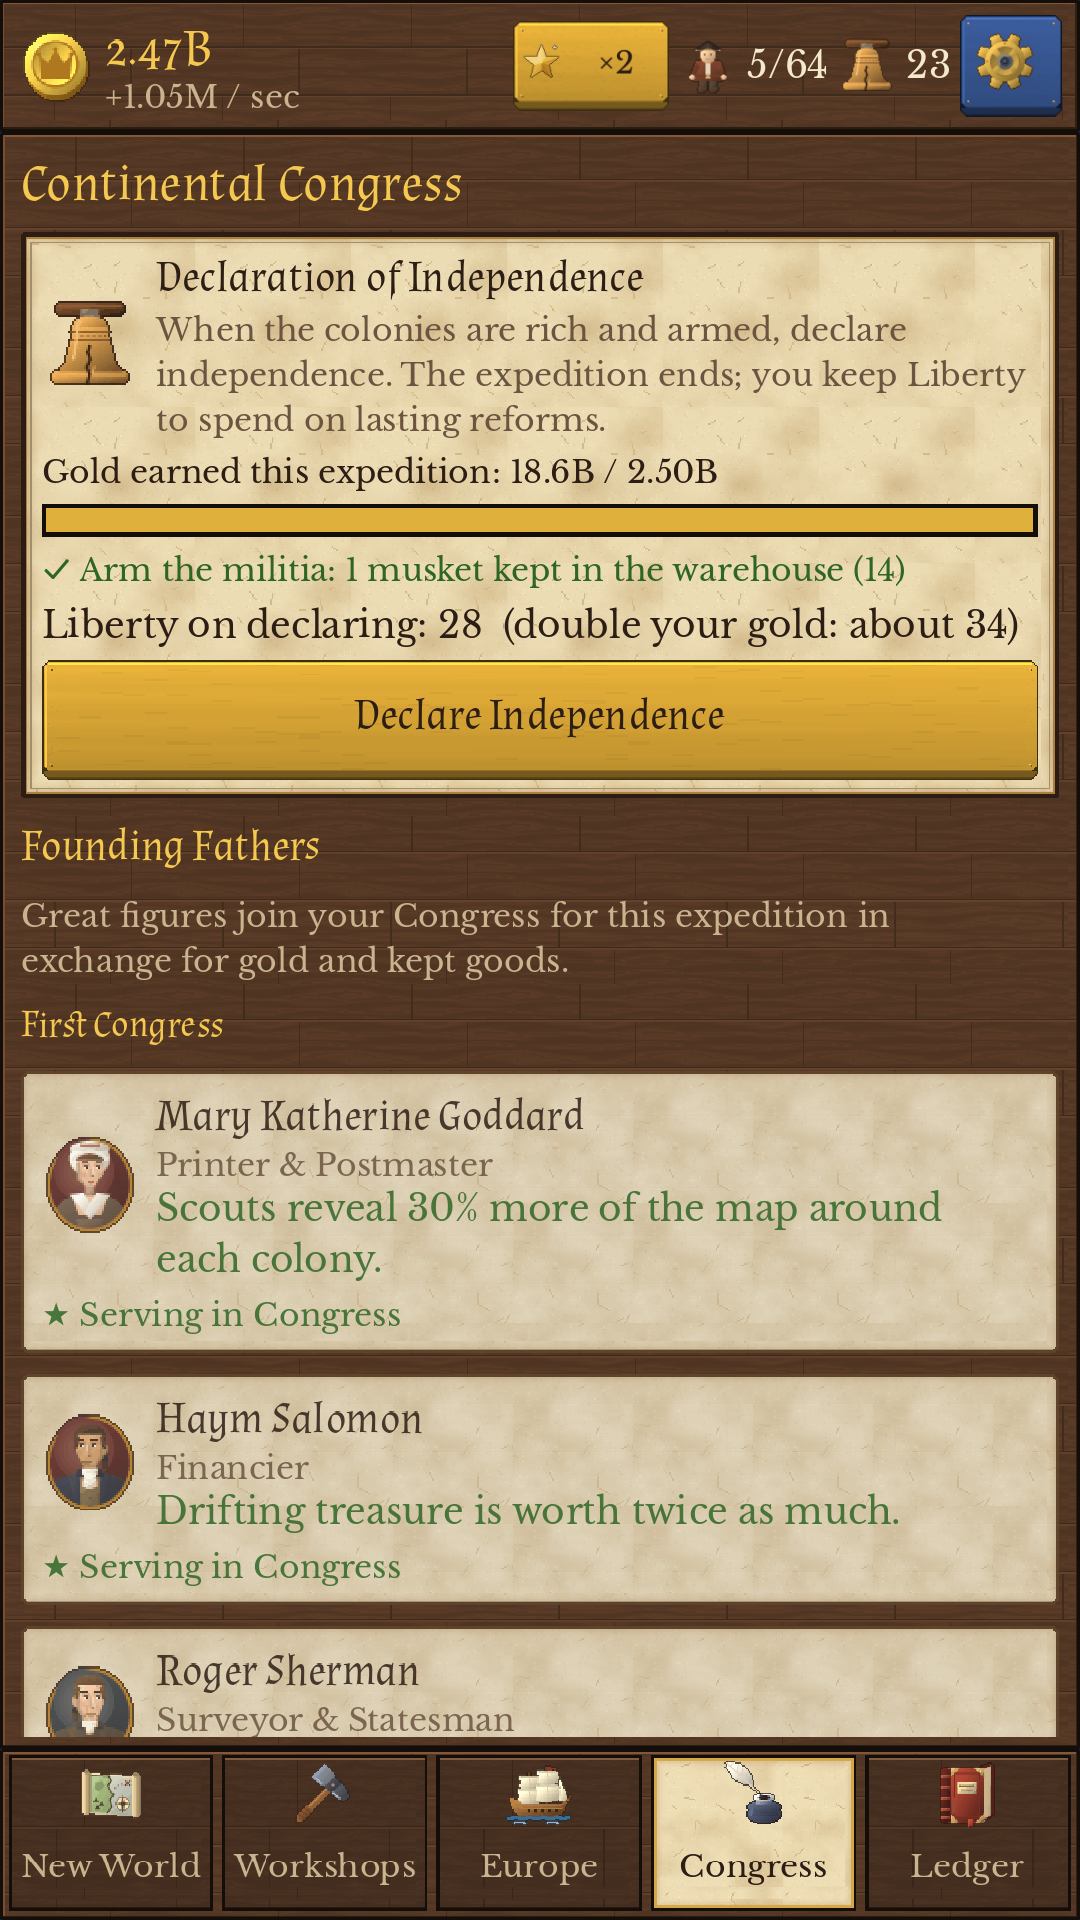 2.47B
+1.05M / sec
×2
5/64
23
Continental Congress
Declaration of Independence
When the colonies are rich and armed, declare
independence. The expedition ends; you keep Liberty
to spend on lasting reforms.
Gold earned this expedition: 18.6B / 2.50B
✓ Arm the militia: 1 musket kept in the warehouse (14)
Liberty on declaring: 28 (double your gold: about 34)
Declare Independence
Founding Fathers
Great figures join your Congress for this expedition in
exchange for gold and kept goods.
First Congress
Mary Katherine Goddard
Printer & Postmaster
Scouts reveal 30% more of the map around
each colony.
★ Serving in Congress
Haym Salomon
Financier
Drifting treasure is worth twice as much.
★ Serving in Congress
Roger Sherman
Surveyor & Statesman
New World
Workshops
Europe
Congress
Ledger